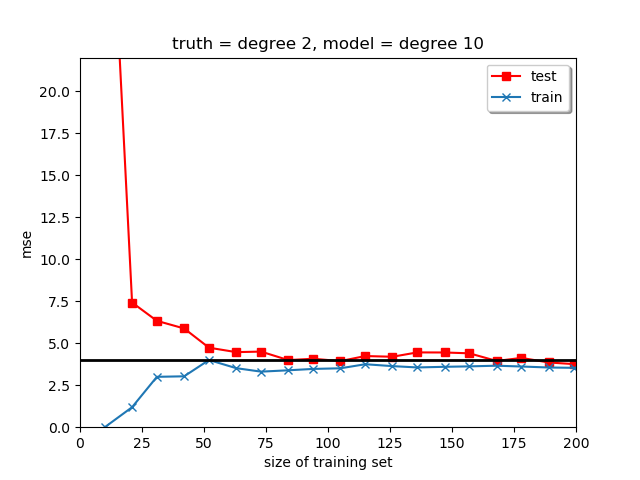 truth = degree 2, model = degree 10
test
train
20.0
17.5
15.0
12.5
10.0
7.5
5.0
2.5
0.0
mse
0 25 50 75 100 125 150 175 200
size of training set